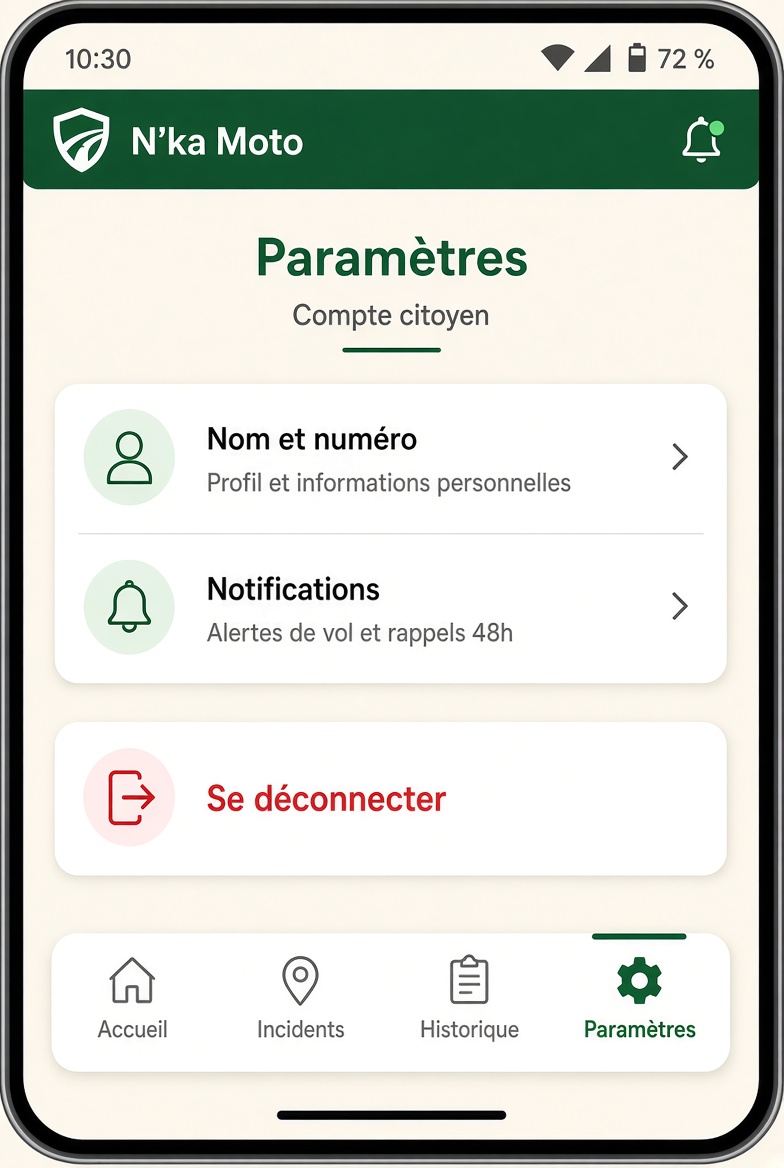 10:30
72 %
N’ka Moto
Paramètres
Compte citoyen
Nom et numéro
Profil et informations personnelles
Notifications
Alertes de vol et rappels 48h
Se déconnecter
Accueil
Incidents
Historique
Paramètres